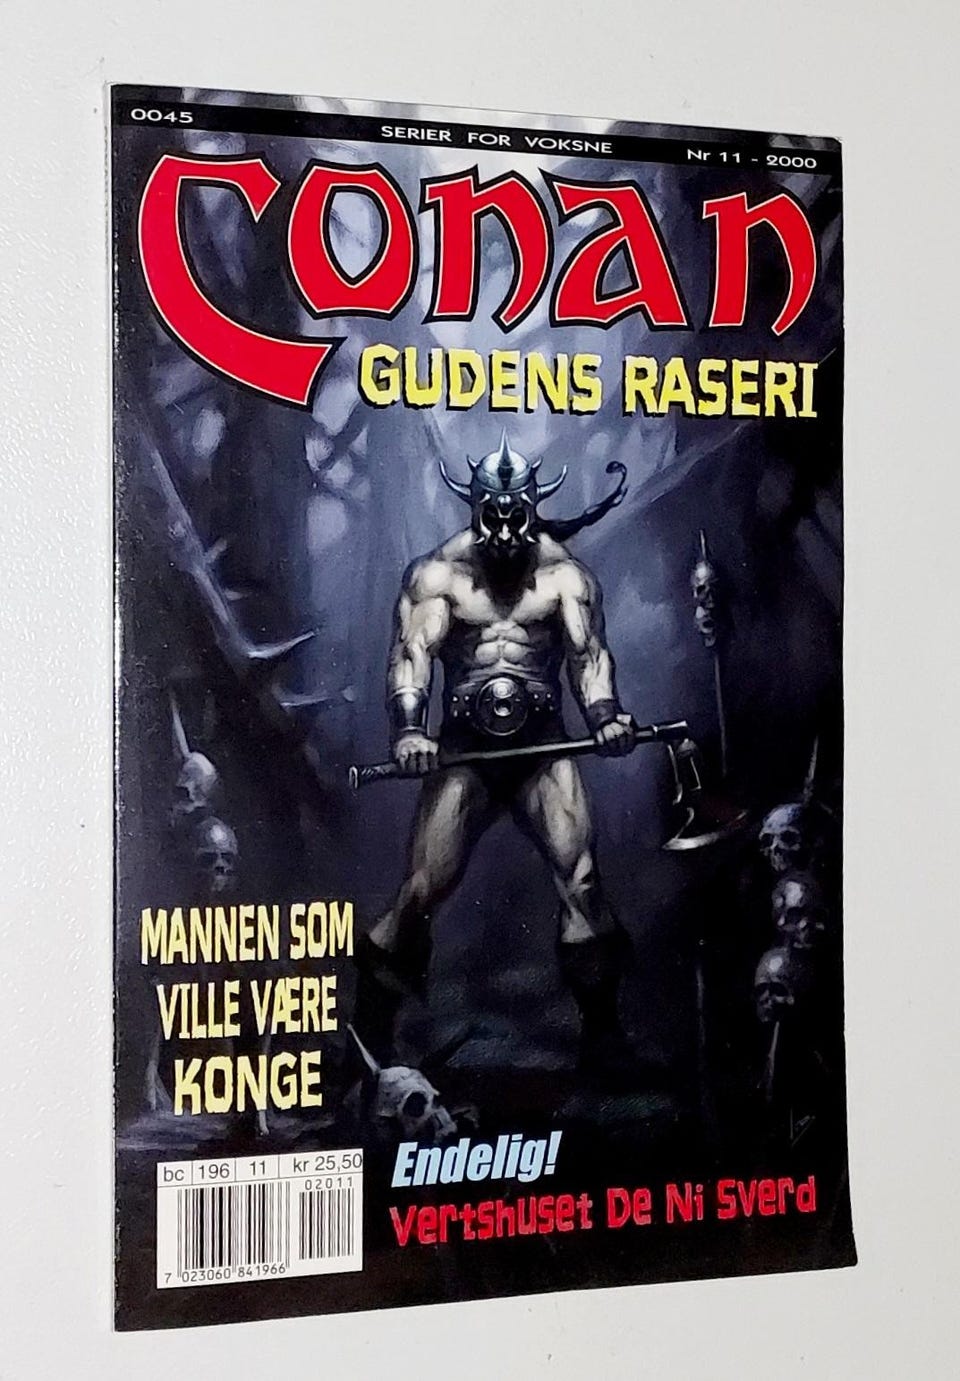 0045
SERIER FOR VOKSNE
Nr 11 - 2000
Conan
GUDENS RASERI
MANNEN SOM
VILLE VÆRE
KONGE
bc 196 11 kr 25,50
02011
7 023060 841966
Endelig!
Vertshuset De Ni Sverd